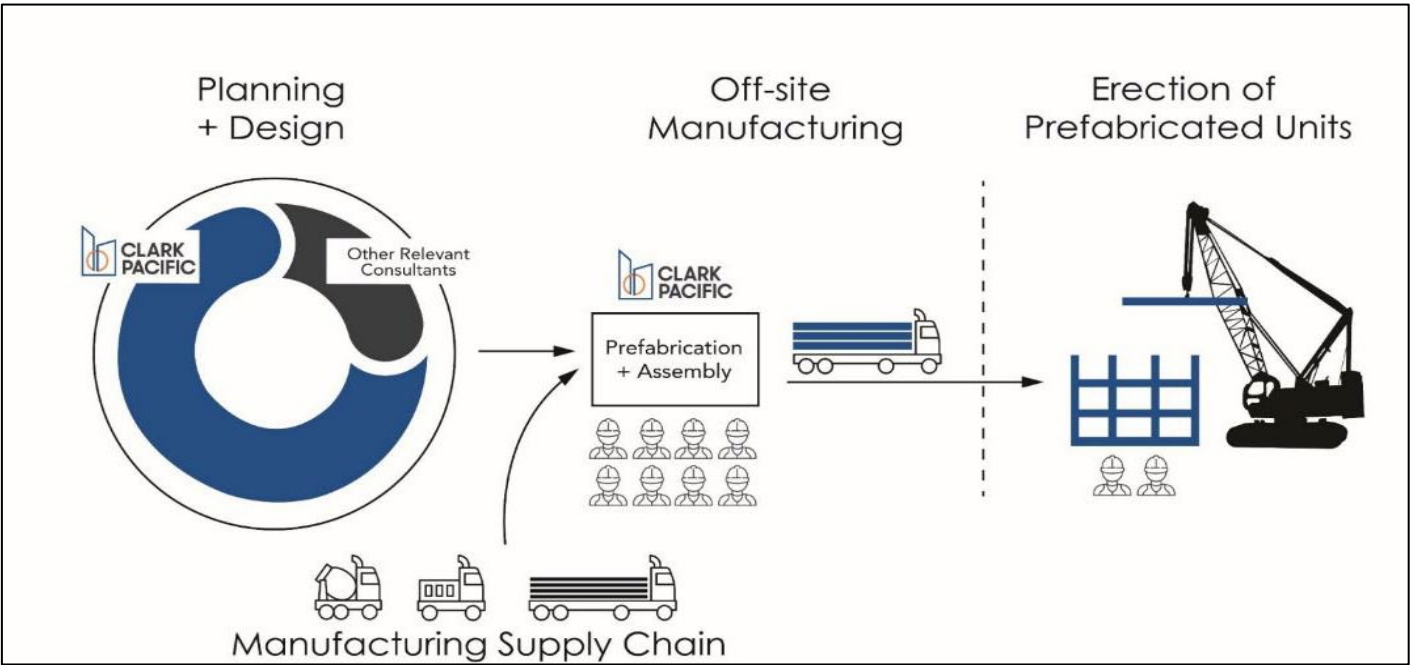 Planning
+ Design
Off-site
Manufacturing
Erection of
Prefabricated Units
CLARK
PACIFIC
Other Relevant
Consultants
CLARK
PACIFIC
Prefabrication
+ Assembly
Manufacturing Supply Chain